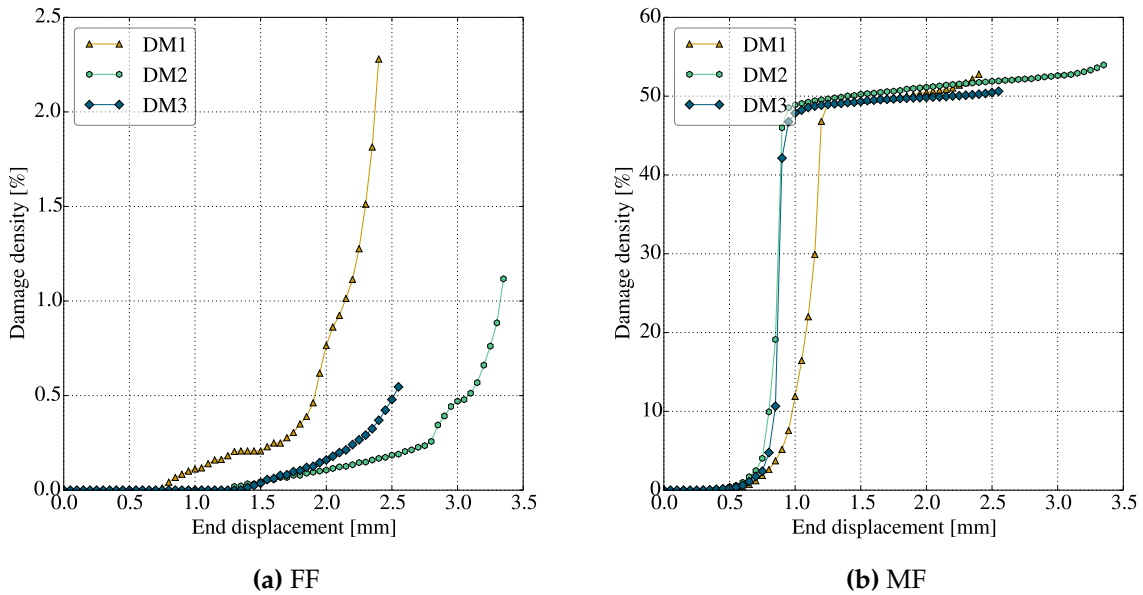 2.5
2.0
1.5
1.0
0.5
0.0
Damage density [%]
DM1
DM2
DM3
0.0 0.5 1.0 1.5 2.0 2.5 3.0 3.5
End displacement [mm]
(a) FF
60
50
40
30
20
10
0
Damage density [%]
DM1
DM2
DM3
0.0 0.5 1.0 1.5 2.0 2.5 3.0 3.5
End displacement [mm]
(b) MF